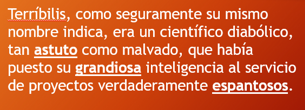 Terríbilis, como seguramente su mismo
nombre indica, era un científico diabólico,
tan astuto como malvado, que había
puesto su grandiosa inteligencia al servicio
de proyectos verdaderamente espantosos.